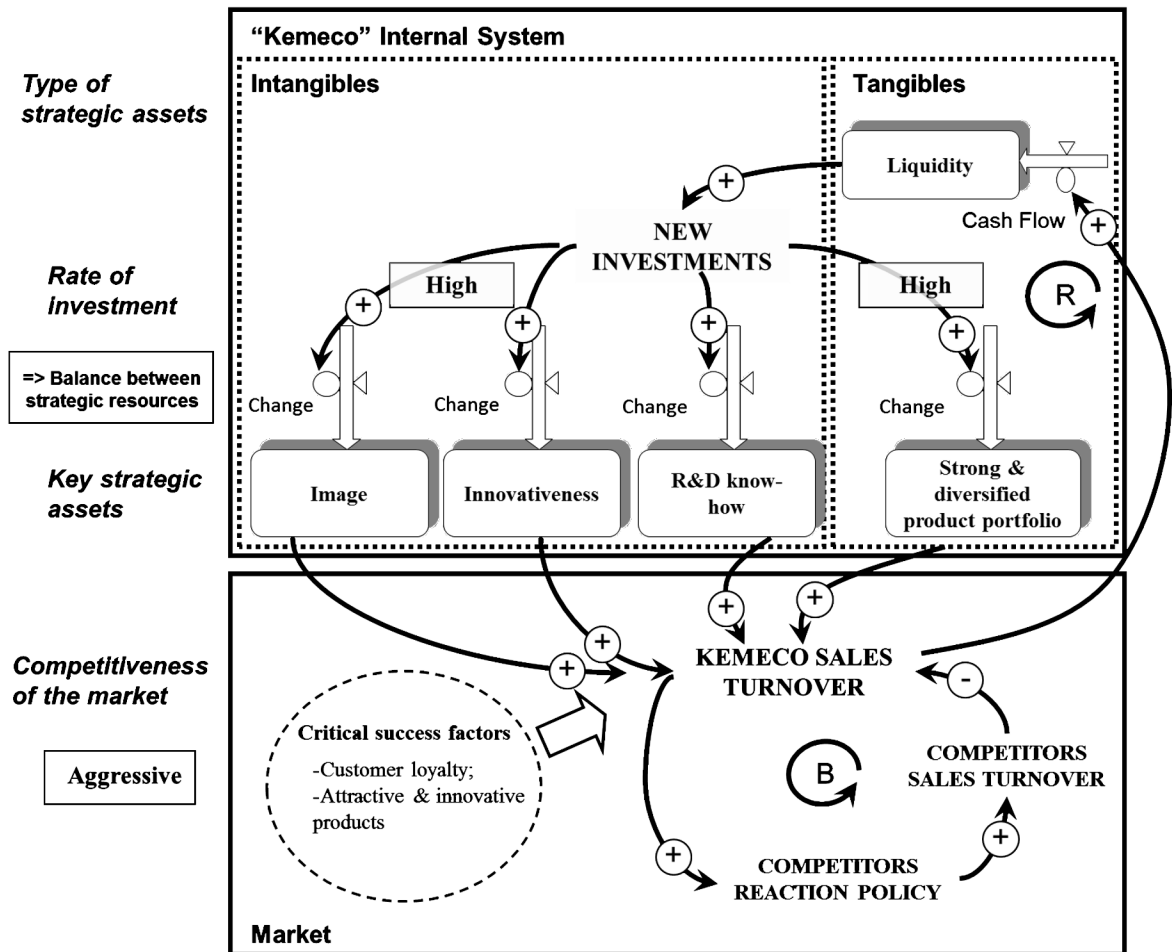 “Kemeco” Internal System
Type of
strategic assets
Intangibles
Tangibles
Liquidity
+
Cash Flow
+
NEW
INVESTMENTS
Rate of
investment
High
High
R
+
+
+
+
=> Balance between
strategic resources
Change
Change
Change
Change
Key strategic
assets
Image
Innovativeness
R&D know-
how
Strong &
diversified
product portfolio
+
+
+
+
Competitiveness
of the market
KEMECO SALES
TURNOVER
-
Critical success factors
-Customer loyalty;
-Attractive & innovative
products
Aggressive
B
COMPETITORS
SALES TURNOVER
+
+
COMPETITORS
REACTION POLICY
Market